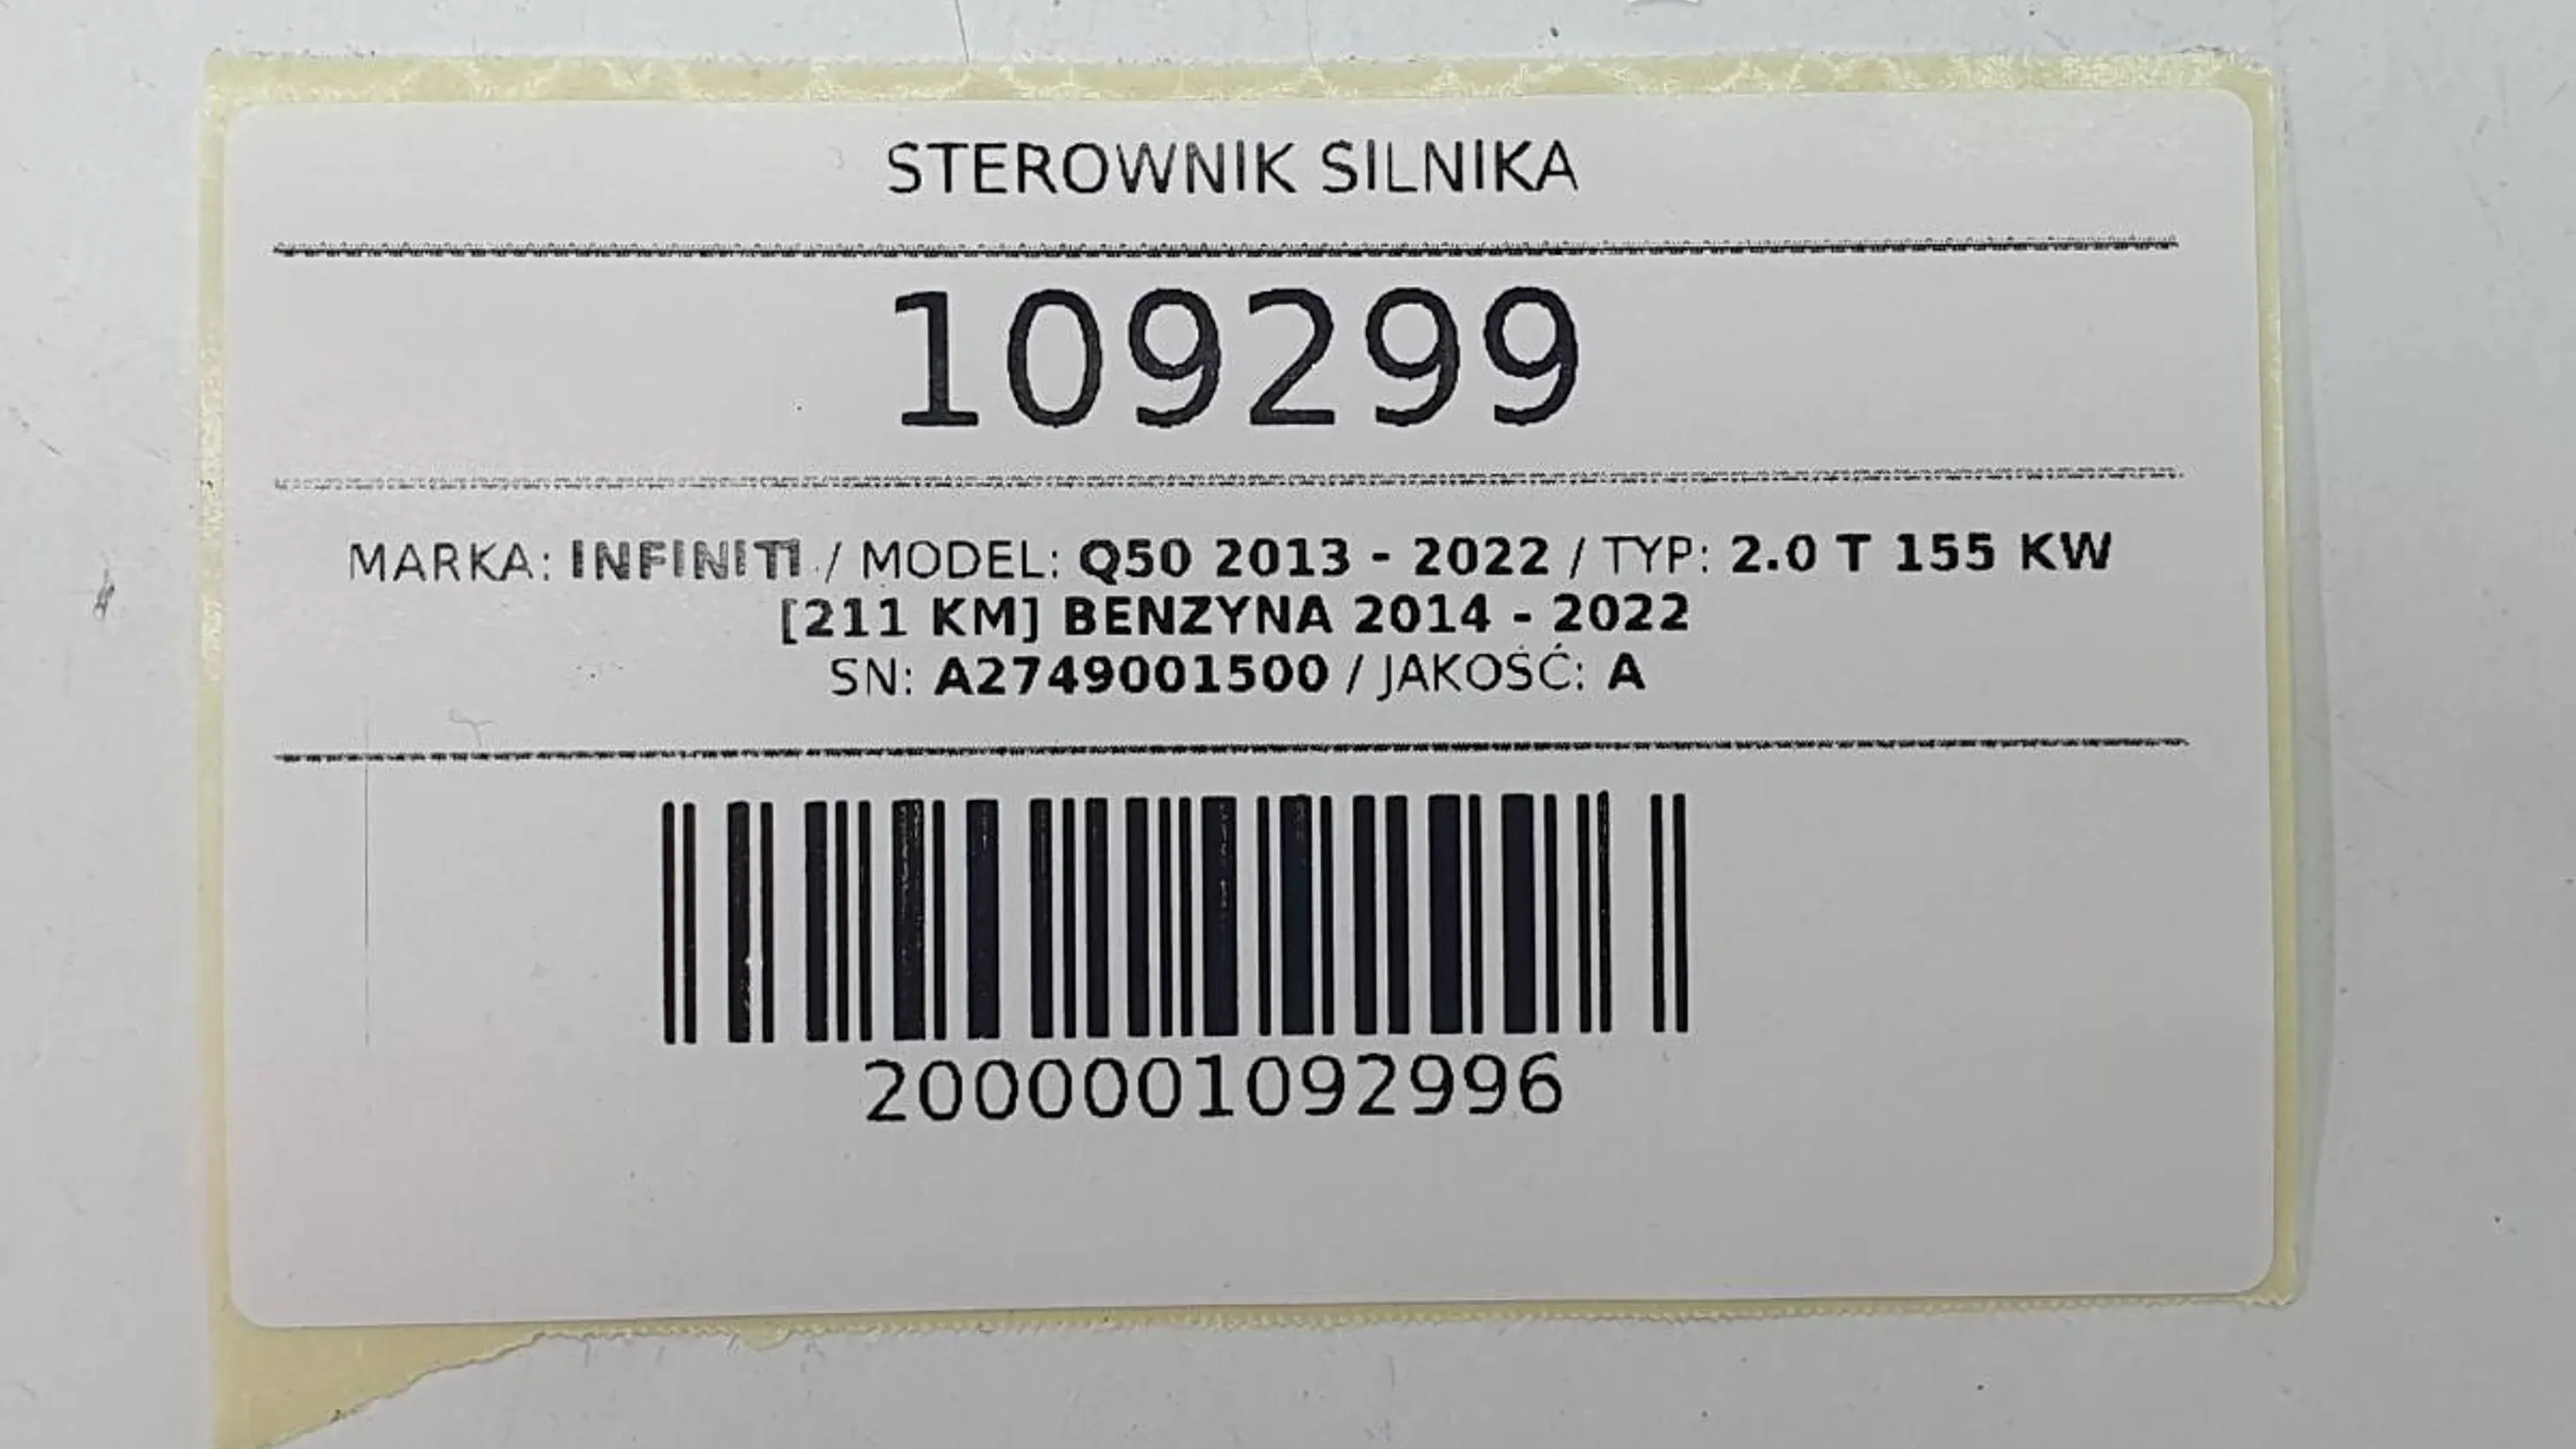 STEROWNIK SILNIKA
109299
MARKA: INFINITI / MODEL: Q50 2013 - 2022 / TYP: 2.0 T 155 KW
[211 KM] BENZYNA 2014 - 2022
SN: A2749001500 / JAKOŚĆ: A
2000001092996